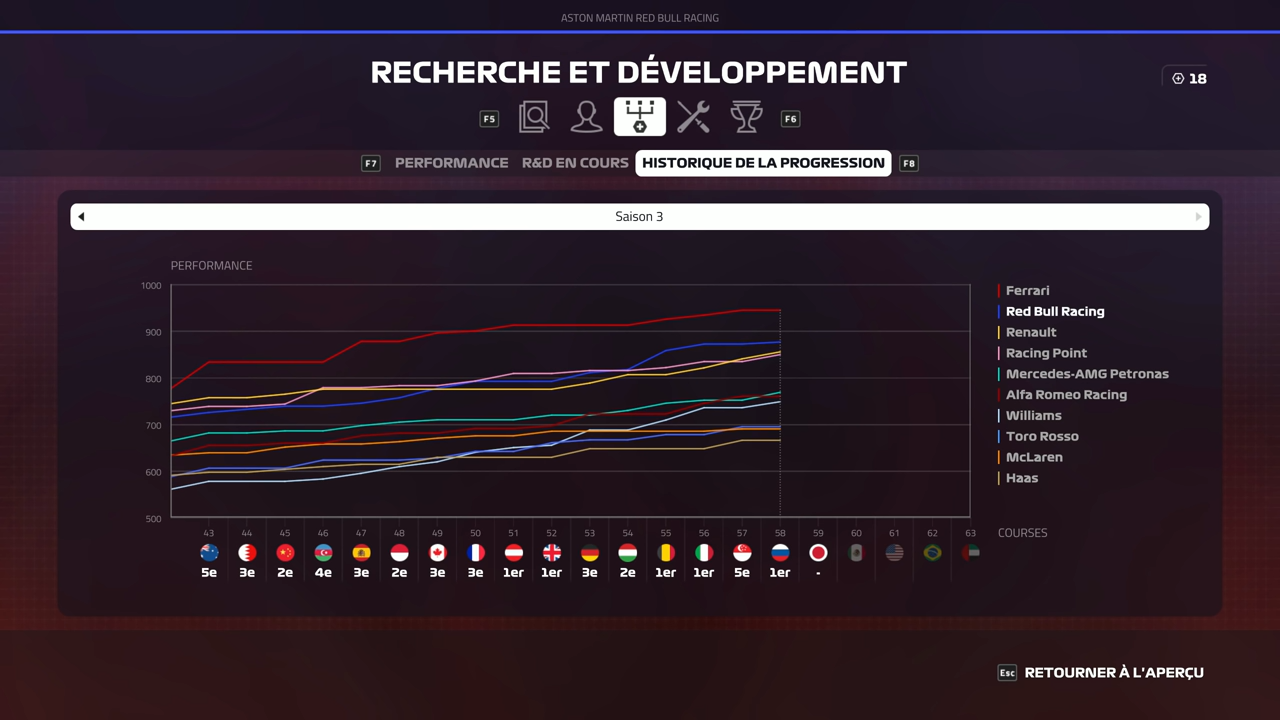 ASTON MARTIN RED BULL RACING
RECHERCHE ET DÉVELOPPEMENT
18
F5 F6
F7 PERFORMANCE R&D EN COURS HISTORIQUE DE LA PROGRESSION F8
Saison 3
PERFORMANCE
1000
900
800
700
600
500
Ferrari
Red Bull Racing
Renault
Racing Point
Mercedes-AMG Petronas
Alfa Romeo Racing
Williams
Toro Rosso
McLaren
Haas
43 44 45 46 47 48 49 50 51 52 53 54 55 56 57 58 59 60 61 62 63 COURSES
5e 3e 2e 4e 3e 2e 3e 3e 1er 1er 3e 2e 1er 1er 5e 1er -
Esc RETOURNER À L'APERÇU